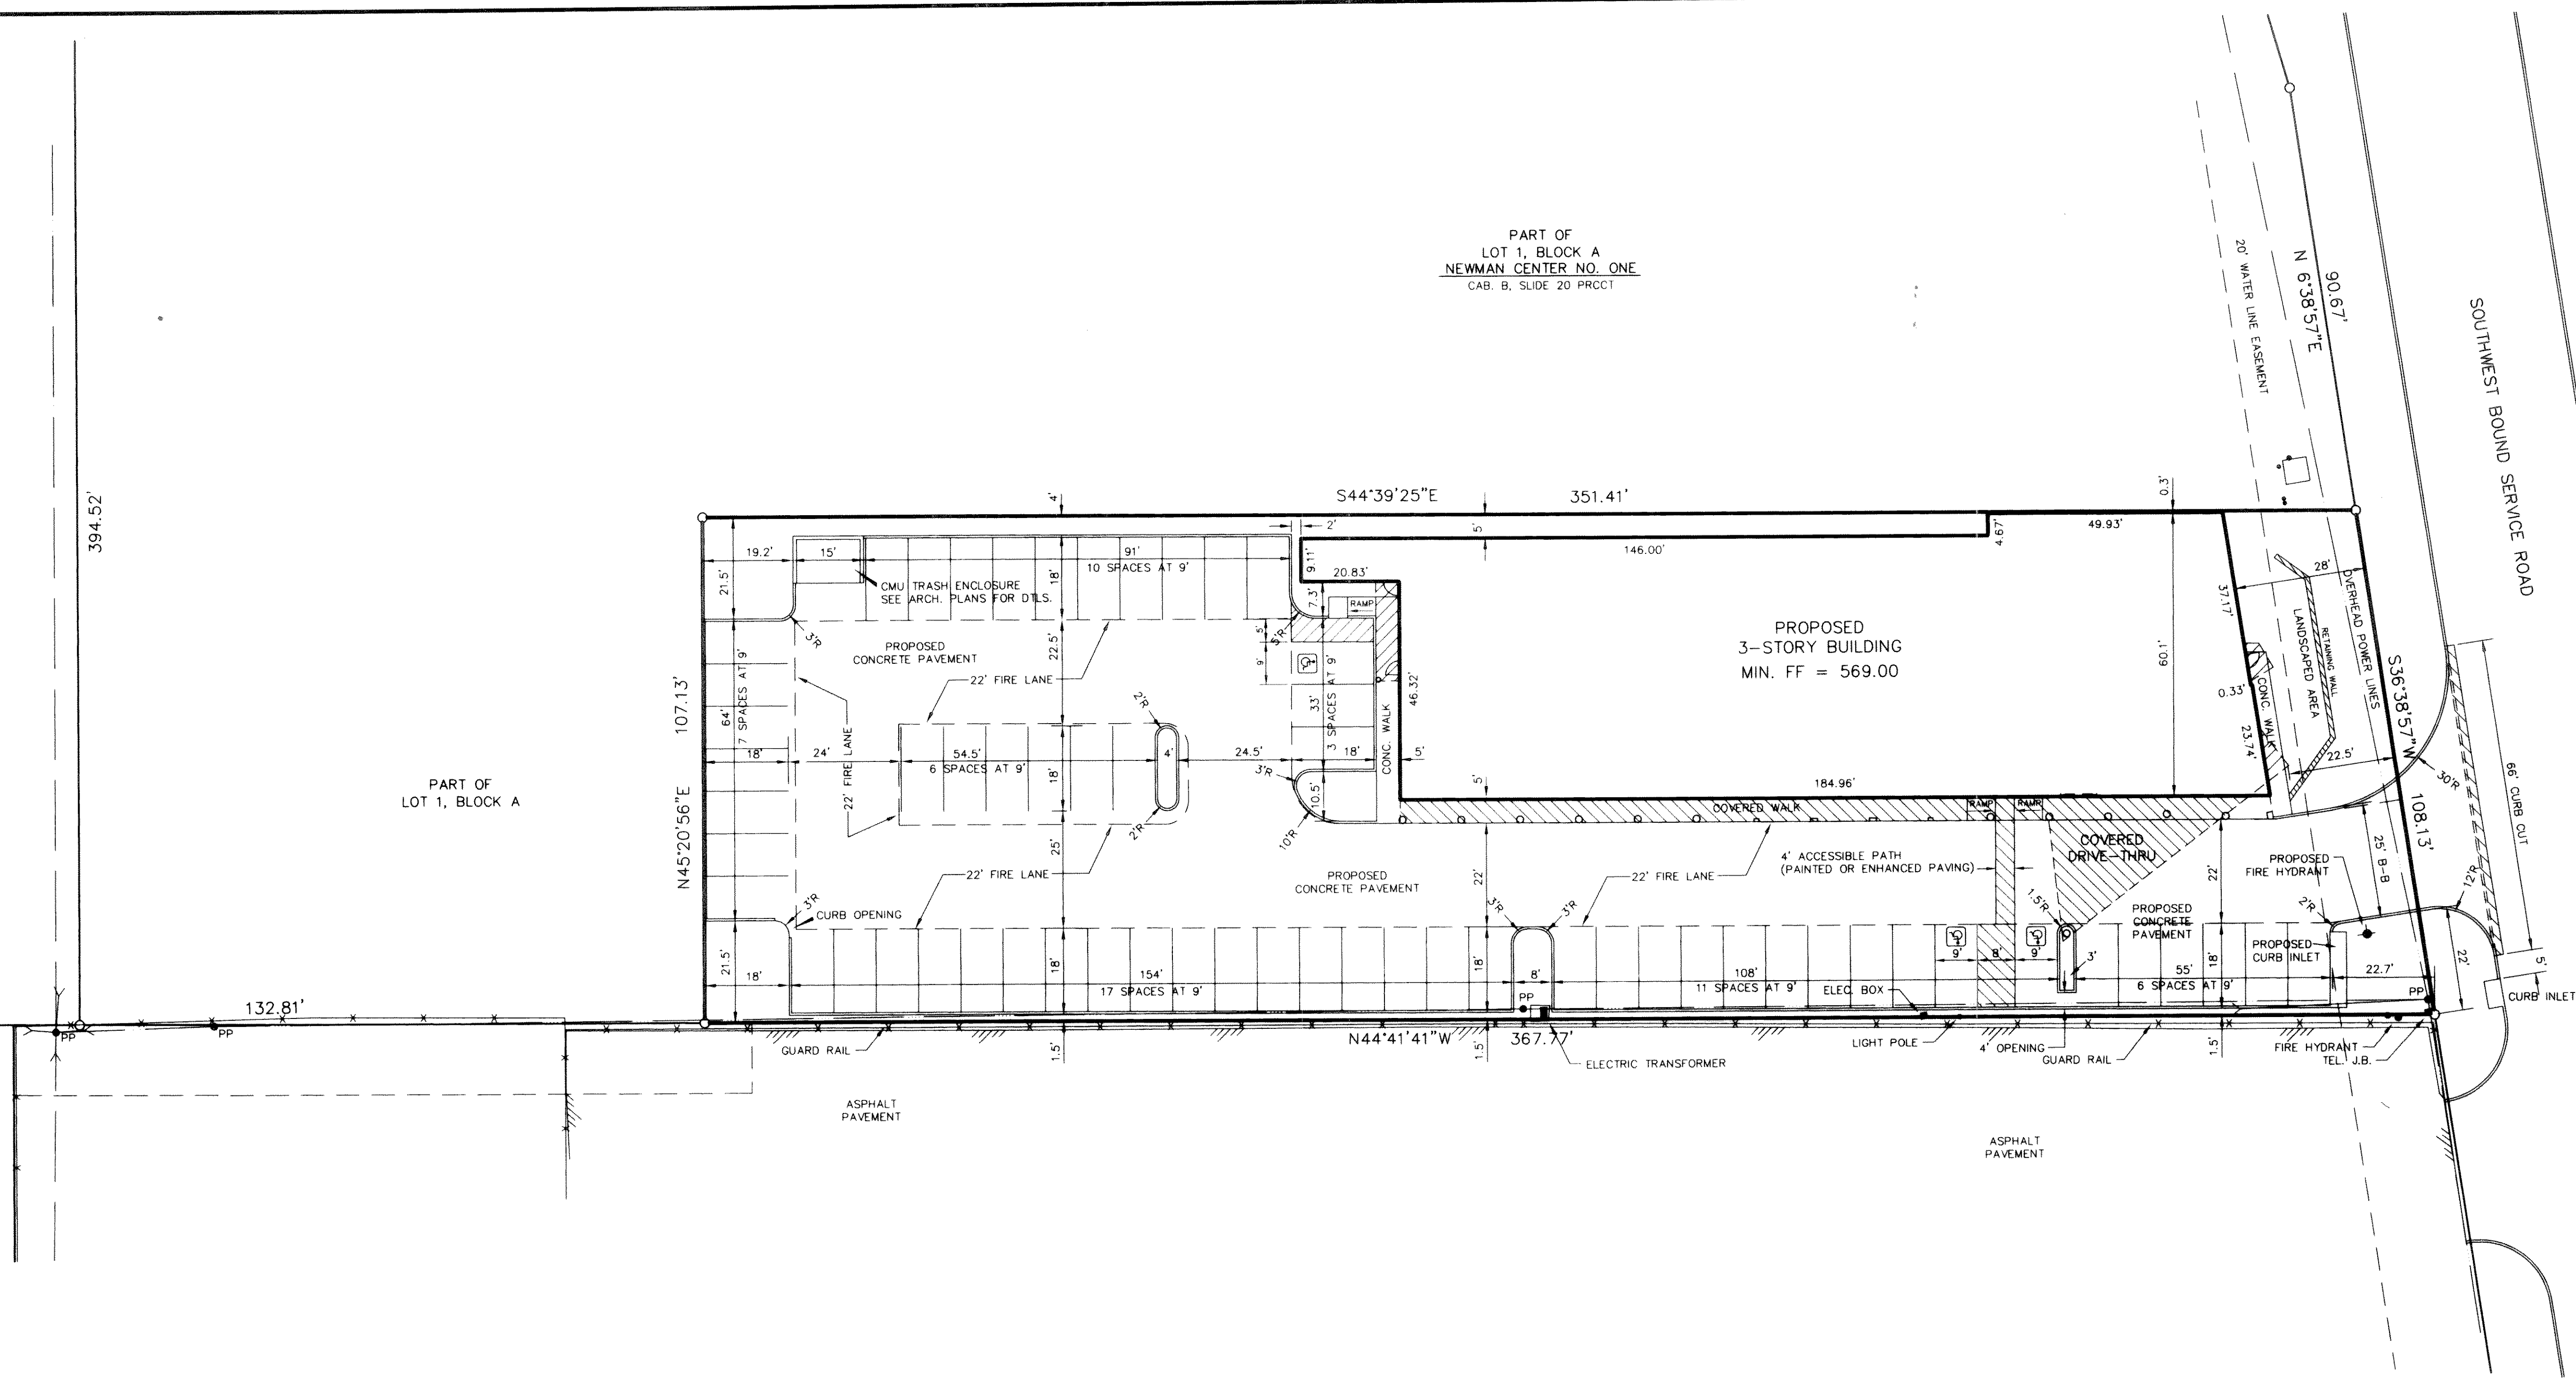 PART OF
LOT 1, BLOCK A
NEWMAN CENTER NO. ONE
CAB. B, SLIDE 20 PRCCT
20' WATER LINE EASEMENT
N 6°38'57"E
90.67'
SOUTHWEST BOUND SERVICE ROAD
394.52'
S44°39'25"E
351.41'
4'
5'
0.3'
2'
19.2'
15'
91'
10 SPACES AT 9'
9.11'
146.00'
4.67'
49.93'
20.83'
21.5'
18'
CMU TRASH ENCLOSURE
SEE ARCH. PLANS FOR DTLS.
7.3'
RAMP
37.17'
28'
OVERHEAD POWER LINES
3'R
5'R
5'
9'
PROPOSED
CONCRETE PAVEMENT
22.5'
22' FIRE LANE
PROPOSED
3-STORY BUILDING
MIN. FF = 569.00
60.1'
LANDSCAPED AREA
RETAINING WALL
S36°38'57"W
108.13'
N45°20'56"E
107.13'
64'
7 SPACES AT 9'
22' FIRE LANE
2'R
33'
3 SPACES AT 9'
46.32'
CONC. WALK
0.33'
23.74'
CONC. WALK
22.5'
18'
24'
54.5'
6 SPACES AT 9'
18'
4'
24.5'
18'
5'
3'R
10.5'
10'R
2'R
5'
184.96'
COVERED WALK
RAMP
RAMP
30'R
66' CURB CUT
PART OF
LOT 1, BLOCK A
25'
22' FIRE LANE
PROPOSED
CONCRETE PAVEMENT
22'
22' FIRE LANE
4' ACCESSIBLE PATH
(PAINTED OR ENHANCED PAVING)
COVERED
DRIVE-THRU
22'
PROPOSED
FIRE HYDRANT
25' B-B
12'R
3'R
CURB OPENING
3'R
3'R
1.5'R
PROPOSED
CONCRETE
PAVEMENT
2'R
PROPOSED
CURB INLET
21.5'
18'
18'
154'
17 SPACES AT 9'
18'
8'
PP
108'
11 SPACES AT 9'
ELEC. BOX
9'
8'
9'
3'
55'
6 SPACES AT 9'
18'
22.7'
PP
22'
5'
CURB INLET
132.81'
PP
PP
GUARD RAIL
1.5'
N44°41'41"W
367.77'
1.5'
ELECTRIC TRANSFORMER
LIGHT POLE
4' OPENING
GUARD RAIL
1.5'
FIRE HYDRANT
TEL. J.B.
ASPHALT
PAVEMENT
ASPHALT
PAVEMENT